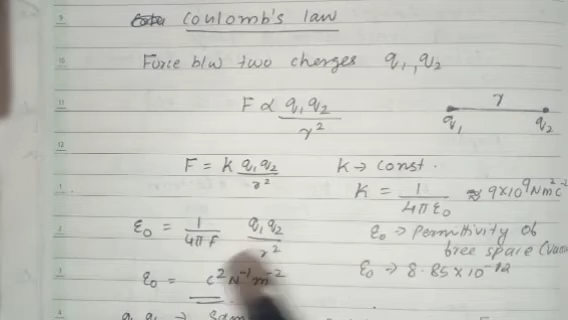 Coulomb's law
Force b/w two charges q₁, q₂
F ∝ q₁q₂ / r²
r
q₁ q₂
F = K q₁q₂ / r² K → const.
K = 1 / 4πε₀ ≈ 9×10⁹ Nm²c⁻²
ε₀ = 1 / 4πF q₁q₂ / r² ε₀ → Permittivity of
free space
ε₀ = c²N⁻¹m⁻² ε₀ → 8.85×10⁻¹²